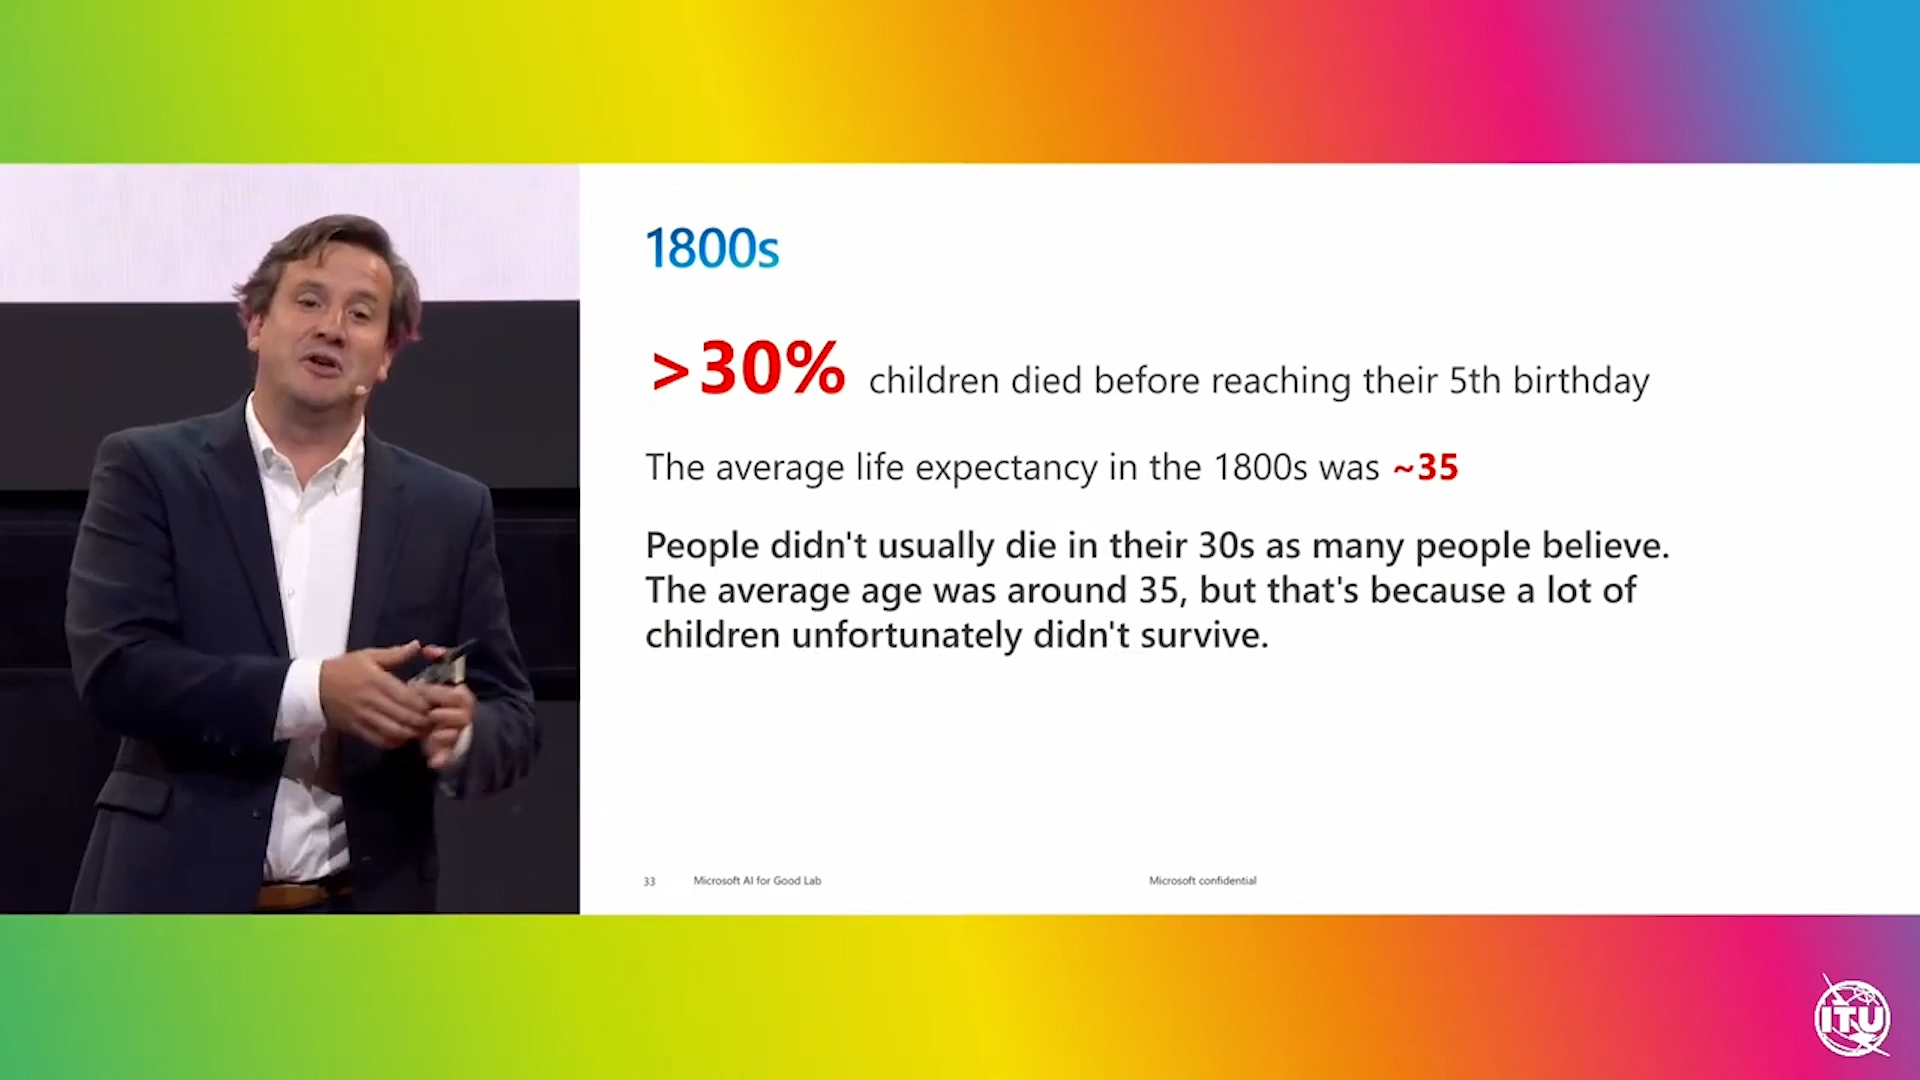 1800s
>30% children died before reaching their 5th birthday
The average life expectancy in the 1800s was ~35
People didn't usually die in their 30s as many people believe.
The average age was around 35, but that's because a lot of
children unfortunately didn't survive.
33 Microsoft AI for Good Lab Microsoft confidential
ITU